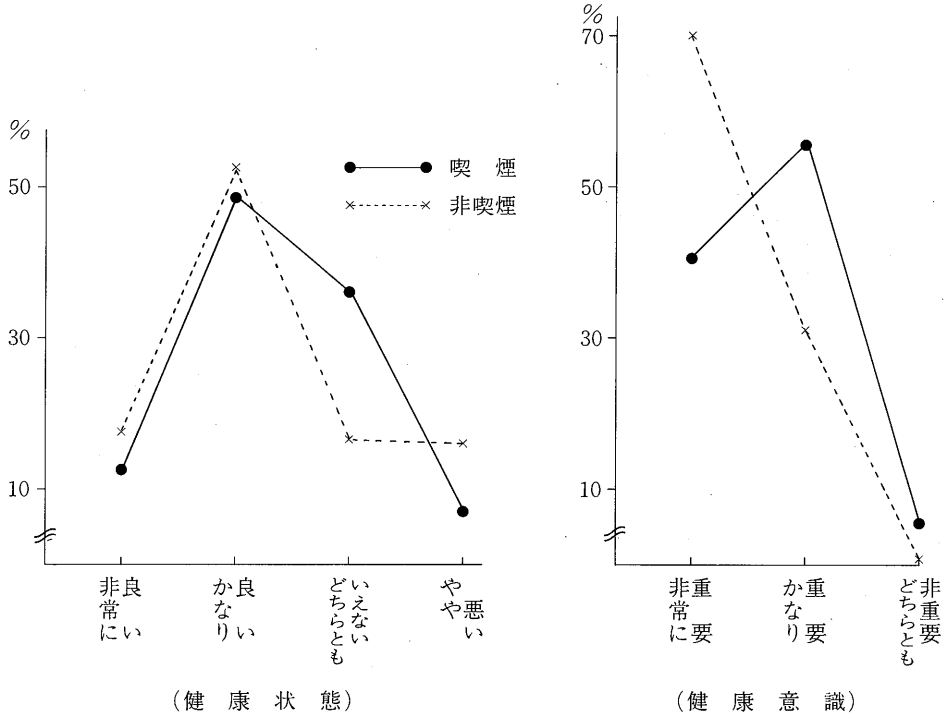 %
50
30
10
喫煙
非喫煙
非常に良い
かなり良い
どちらともいえない
やや悪い
(健康状態)
%
70
50
30
10
非常に重要
かなり重要
どちらとも非重要
(健康意識)